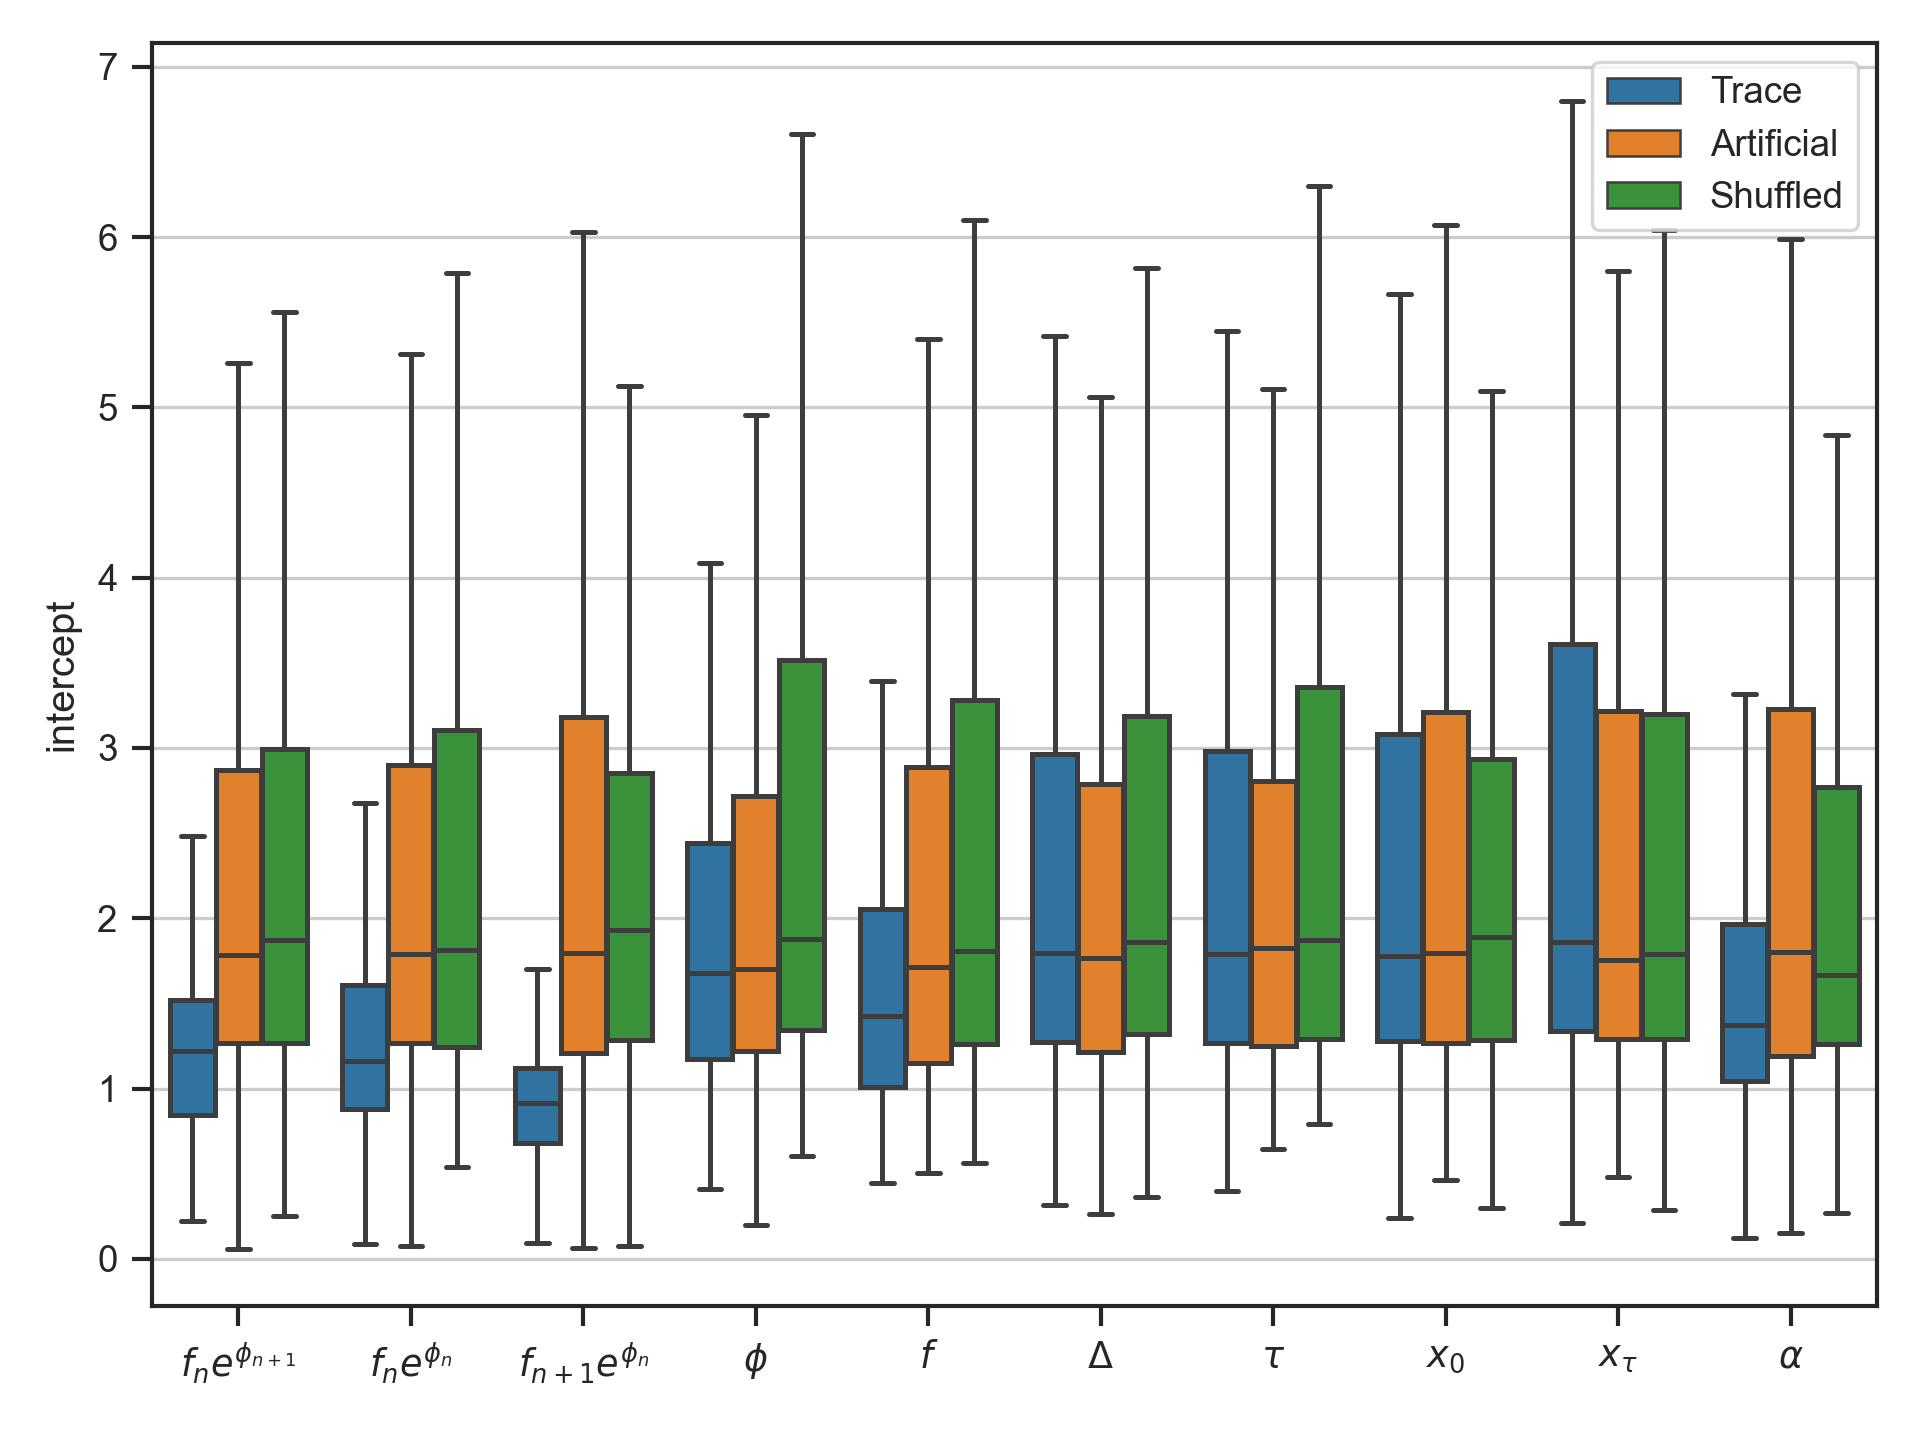 7
6
5
4
3
2
1
0
intercept
Trace
Artificial
Shuffled
f_n e^{ϕ_{n+1}}
f_n e^{ϕ_n}
f_{n+1} e^{ϕ_n}
ϕ
f
Δ
τ
x_0
x_τ
α